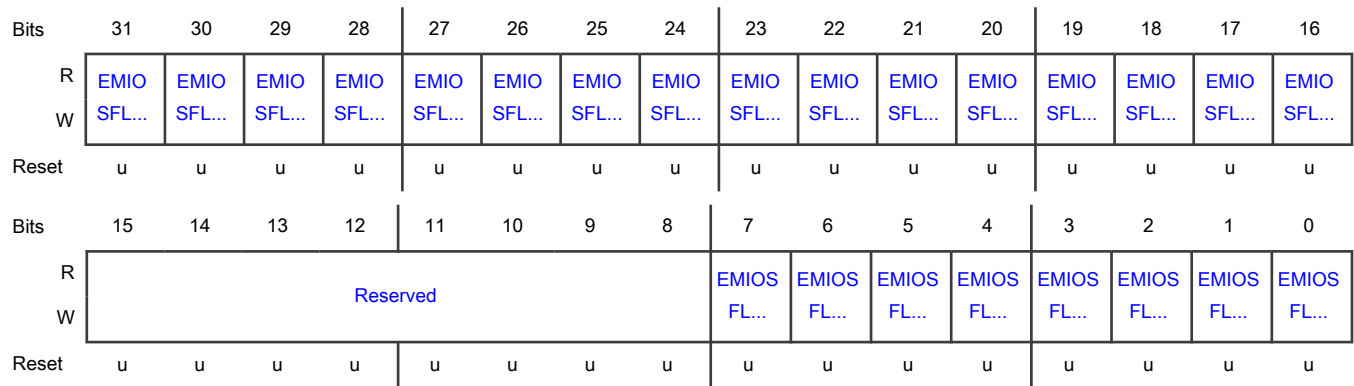 Bits 31 30 29 28 27 26 25 24 23 22 21 20 19 18 17 16
R EMIO EMIO EMIO EMIO EMIO EMIO EMIO EMIO EMIO EMIO EMIO EMIO EMIO EMIO EMIO EMIO
W SFL... SFL... SFL... SFL... SFL... SFL... SFL... SFL... SFL... SFL... SFL... SFL... SFL... SFL... SFL... SFL...
Reset u u u u u u u u u u u u u u u u
Bits 15 14 13 12 11 10 9 8 7 6 5 4 3 2 1 0
R Reserved EMIOS EMIOS EMIOS EMIOS EMIOS EMIOS EMIOS EMIOS
W FL... FL... FL... FL... FL... FL... FL... FL...
Reset u u u u u u u u u u u u u u u u